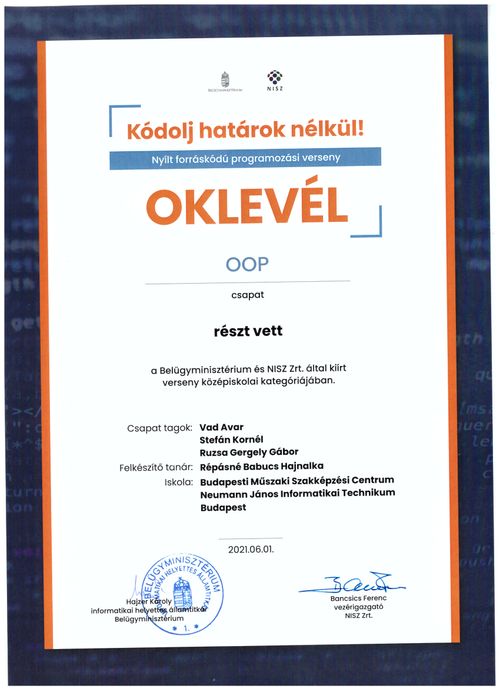 BELÜGYMINISZTÉRIUM
NISZ
Kódolj határok nélkül!
Nyílt forráskódú programozási verseny
OKLEVÉL
OOP
csapat
részt vett
a Belügyminisztérium és NISZ Zrt. által kiírt
verseny középiskolai kategóriájában.
Csapat tagok: Vad Avar
Stefán Kornél
Ruzsa Gergely Gábor
Felkészítő tanár: Répásné Babucs Hajnalka
Iskola: Budapesti Műszaki Szakképzési Centrum
Neumann János Informatikai Technikum
Budapest
2021.06.01.
BELÜGYMINISZTÉRIUM
INFORMATIKAI HELYETTES ÁLLAMTITKÁR
* 1. *
Hajzer Károly
informatikai helyettes államtitkár
Belügyminisztérium
Bancsics Ferenc
vezérigazgató
NISZ Zrt.